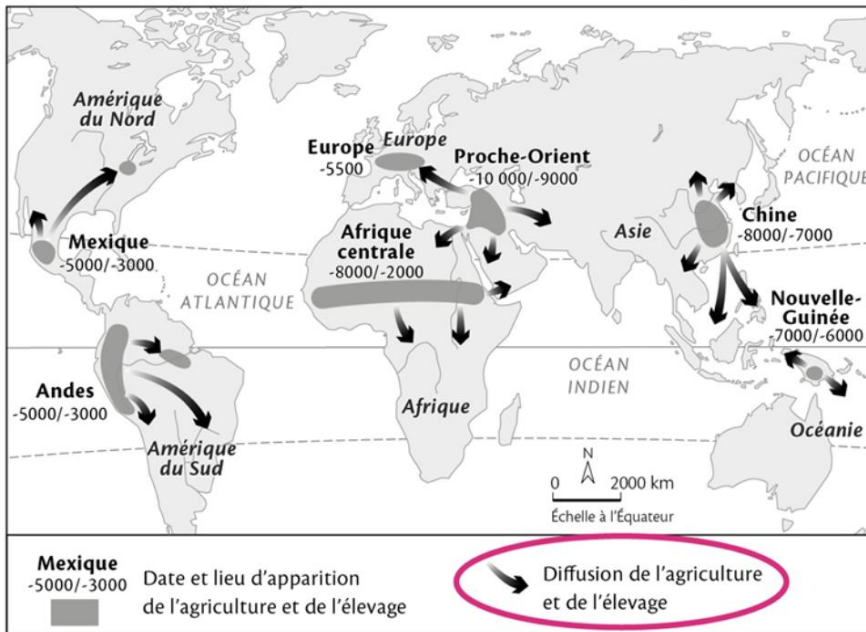 Amérique
du Nord
Europe
-5500
Europe
Proche-Orient
-10 000/-9000
OCÉAN
PACIFIQUE
Mexique
-5000/-3000
Afrique
centrale
-8000/-2000
Asie
Chine
-8000/-7000
OCÉAN
ATLANTIQUE
Nouvelle-
Guinée
-7000/-6000
Andes
-5000/-3000
OCÉAN
INDIEN
Afrique
Océanie
Amérique
du Sud
N
0 2000 km
Échelle à l'Équateur
Mexique
-5000/-3000
Date et lieu d'apparition
de l'agriculture et de l'élevage
Diffusion de l'agriculture
et de l'élevage